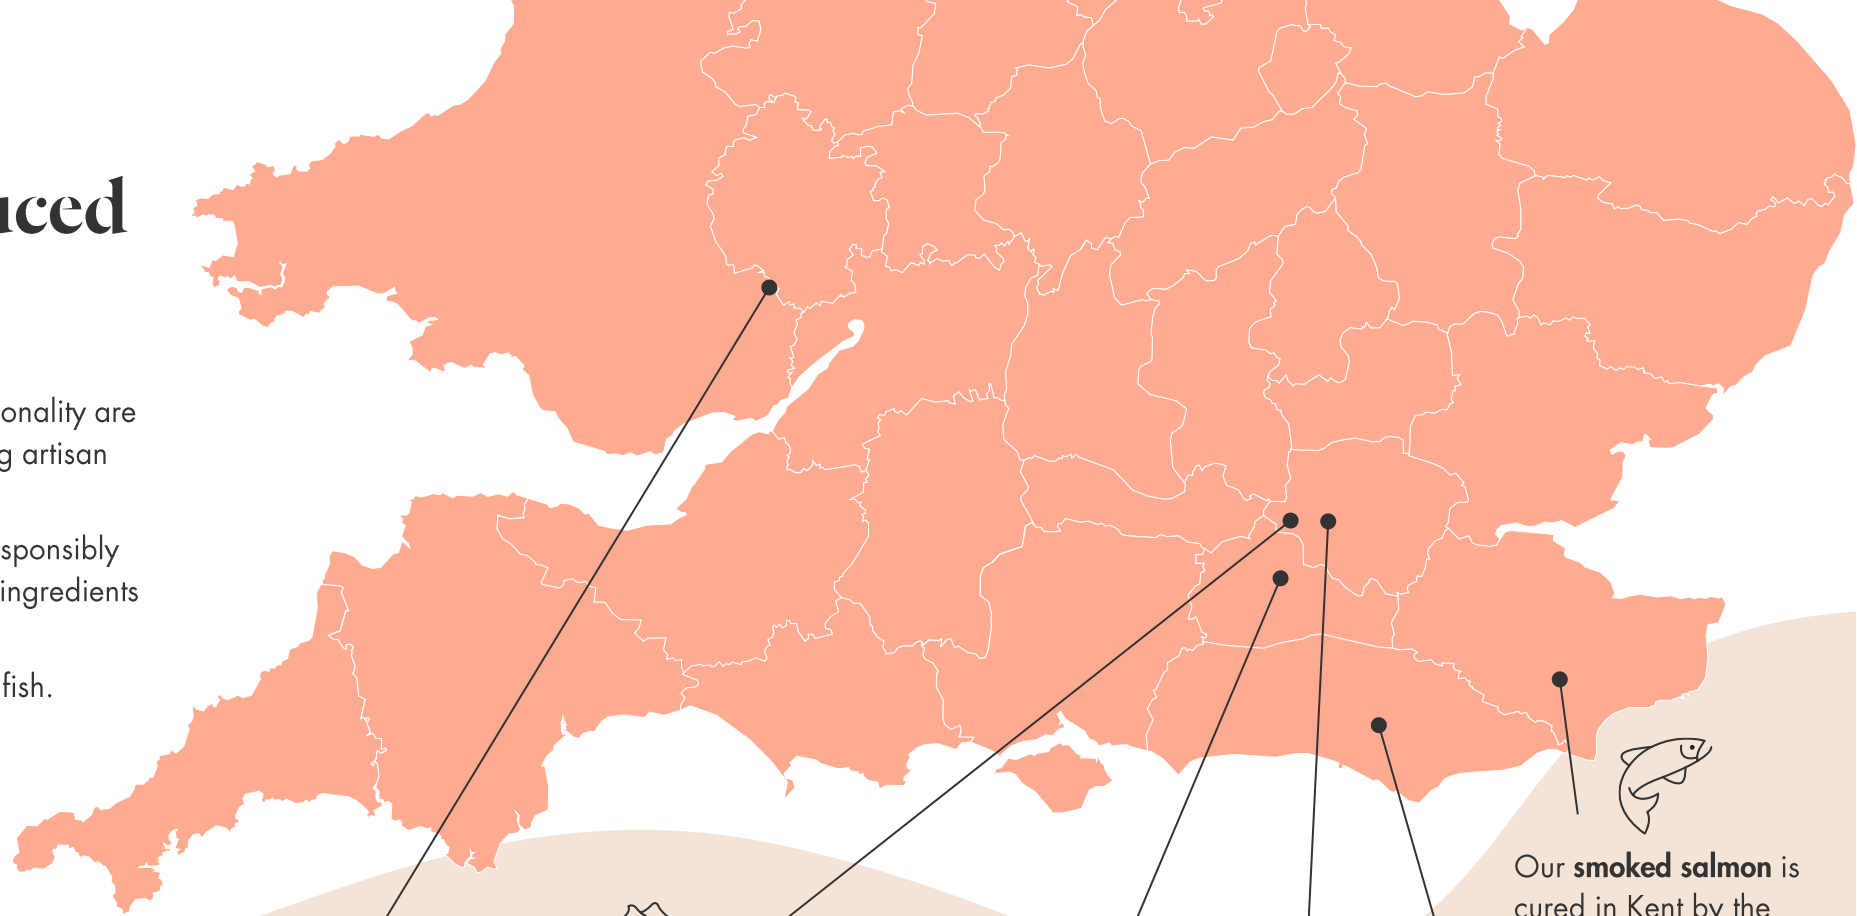 uced
onality are
g artisan
sponsibly
ingredients
fish.
Our smoked salmon is
cured in Kent by the